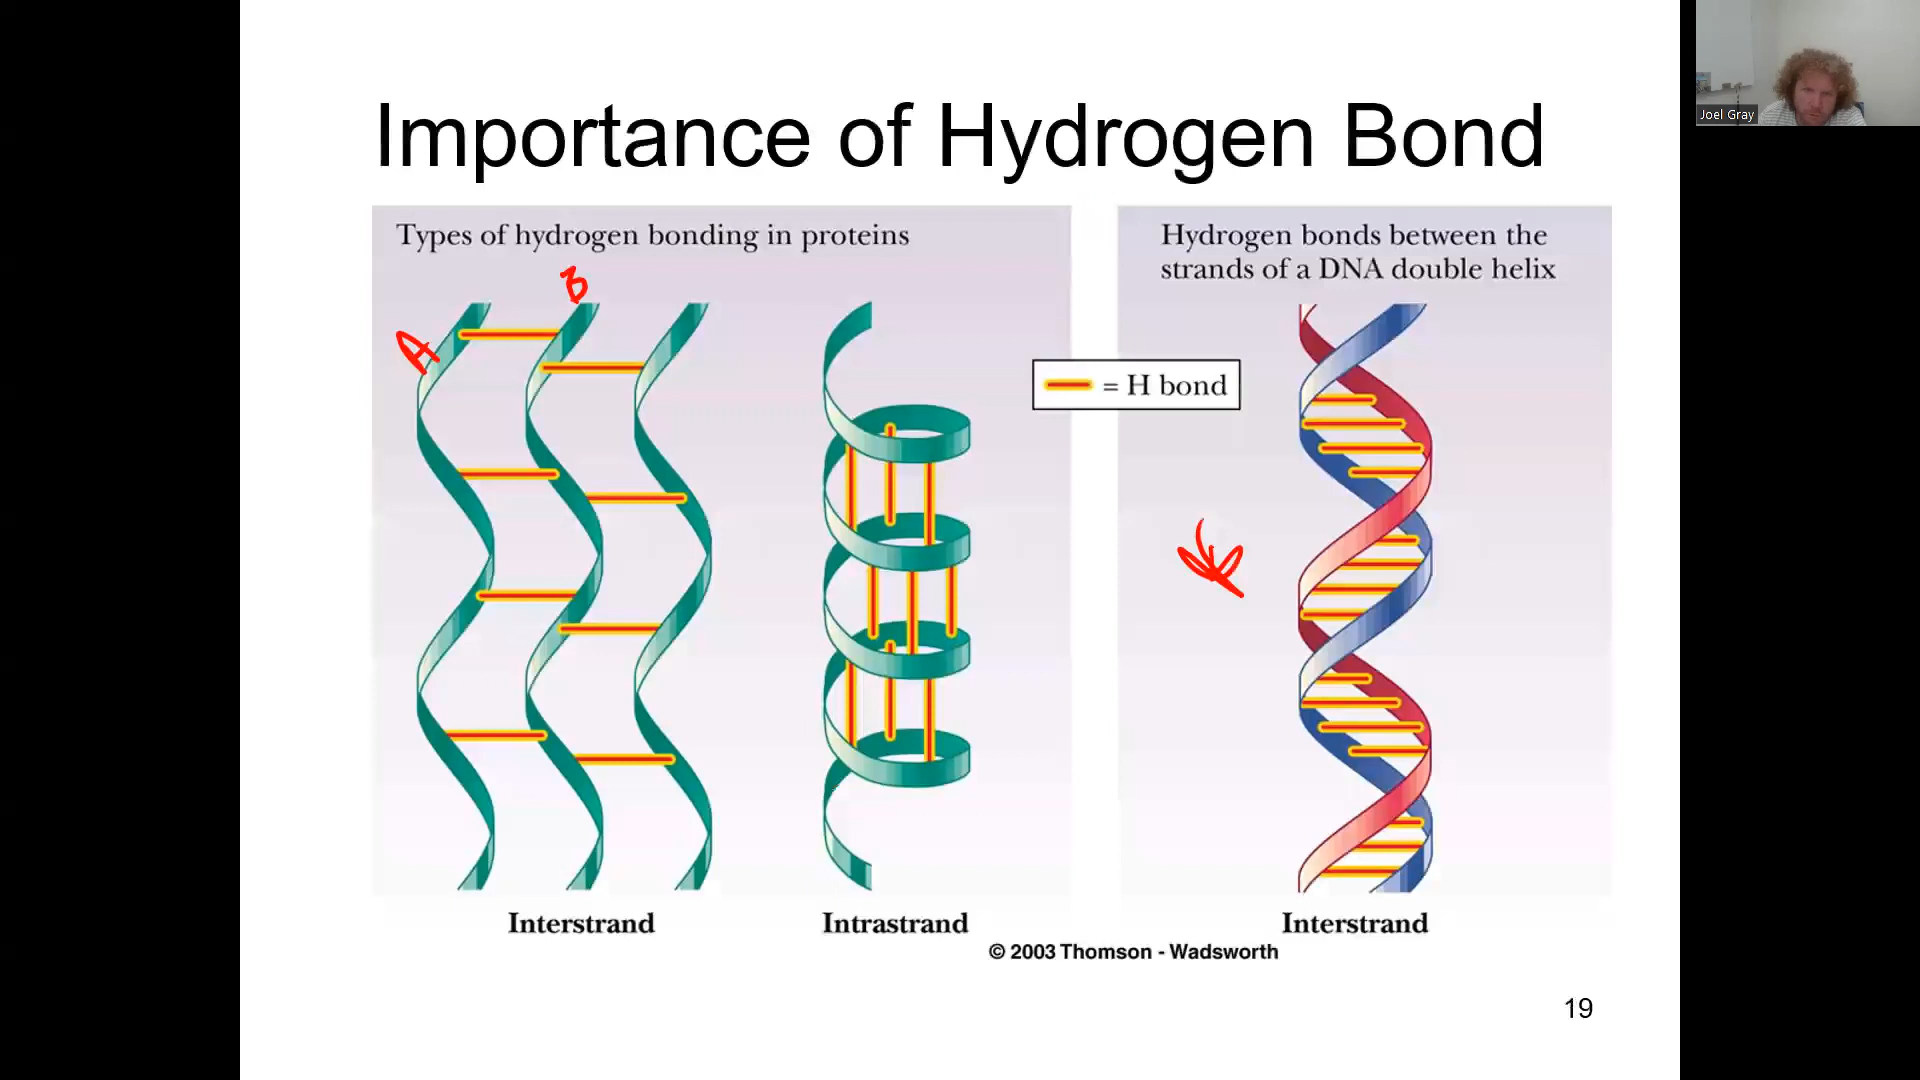 Joel Gray
Importance of Hydrogen Bond
Types of hydrogen bonding in proteins
Hydrogen bonds between the
strands of a DNA double helix
B
A
= H bond
Interstrand
Intrastrand
Interstrand
© 2003 Thomson - Wadsworth
19